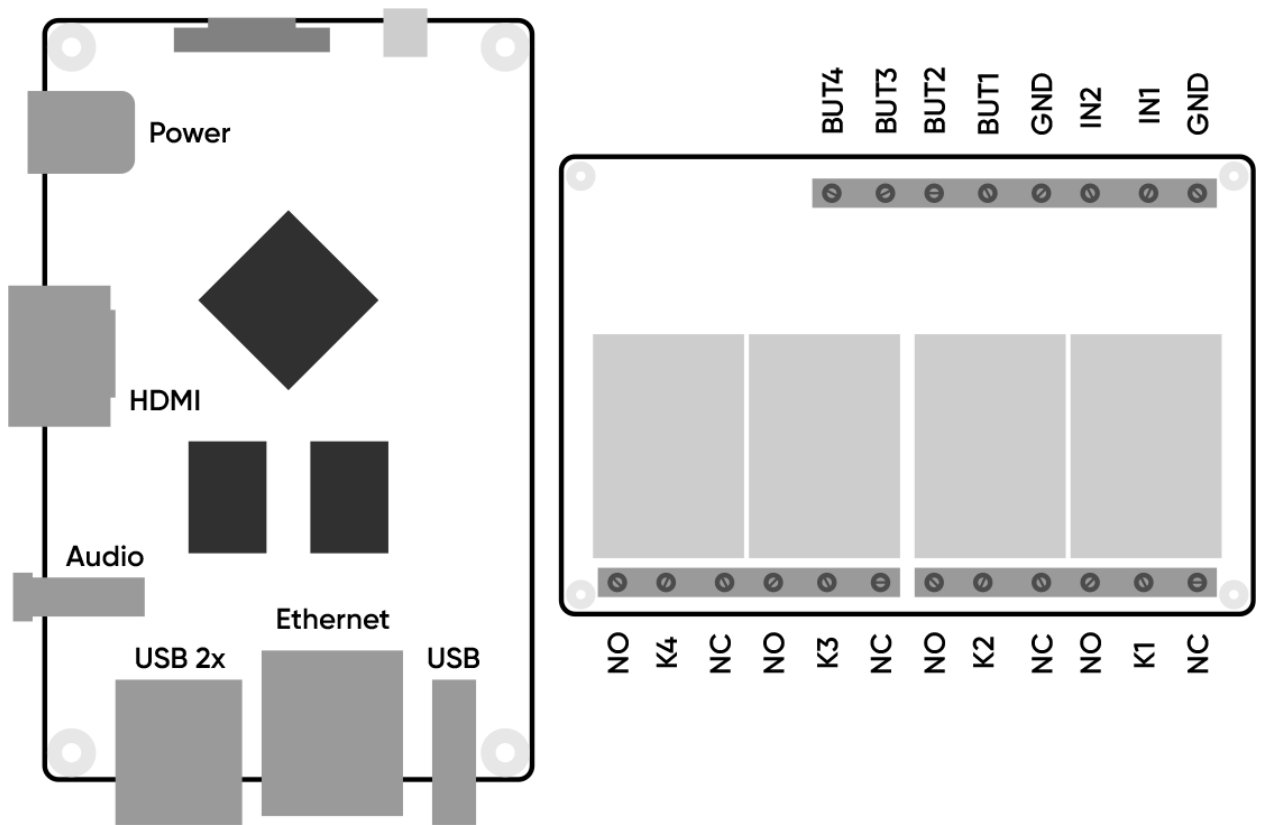 BUT4
BUT3
BUT2
BUT1
GND
IN2
IN1
GND
Power
HDMI
Audio
Ethernet
USB 2x
USB
NO
K4
NC
NO
K3
NC
NO
K2
NC
NO
K1
NC